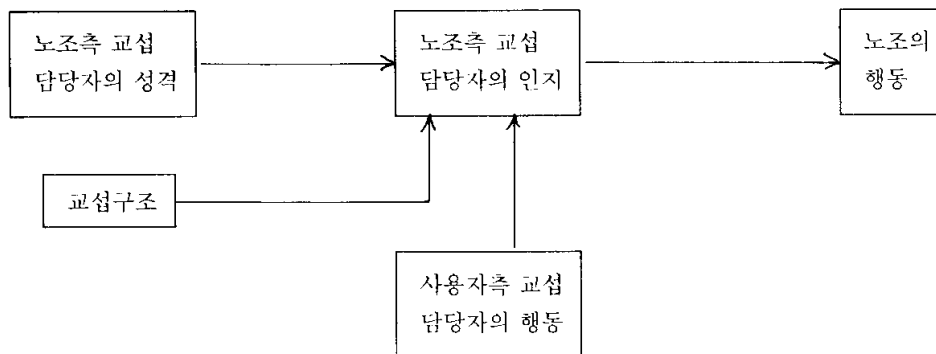 노조측 교섭
담당자의 성격
노조측 교섭
담당자의 인지
노조의
행동
교섭구조
사용자측 교섭
담당자의 행동